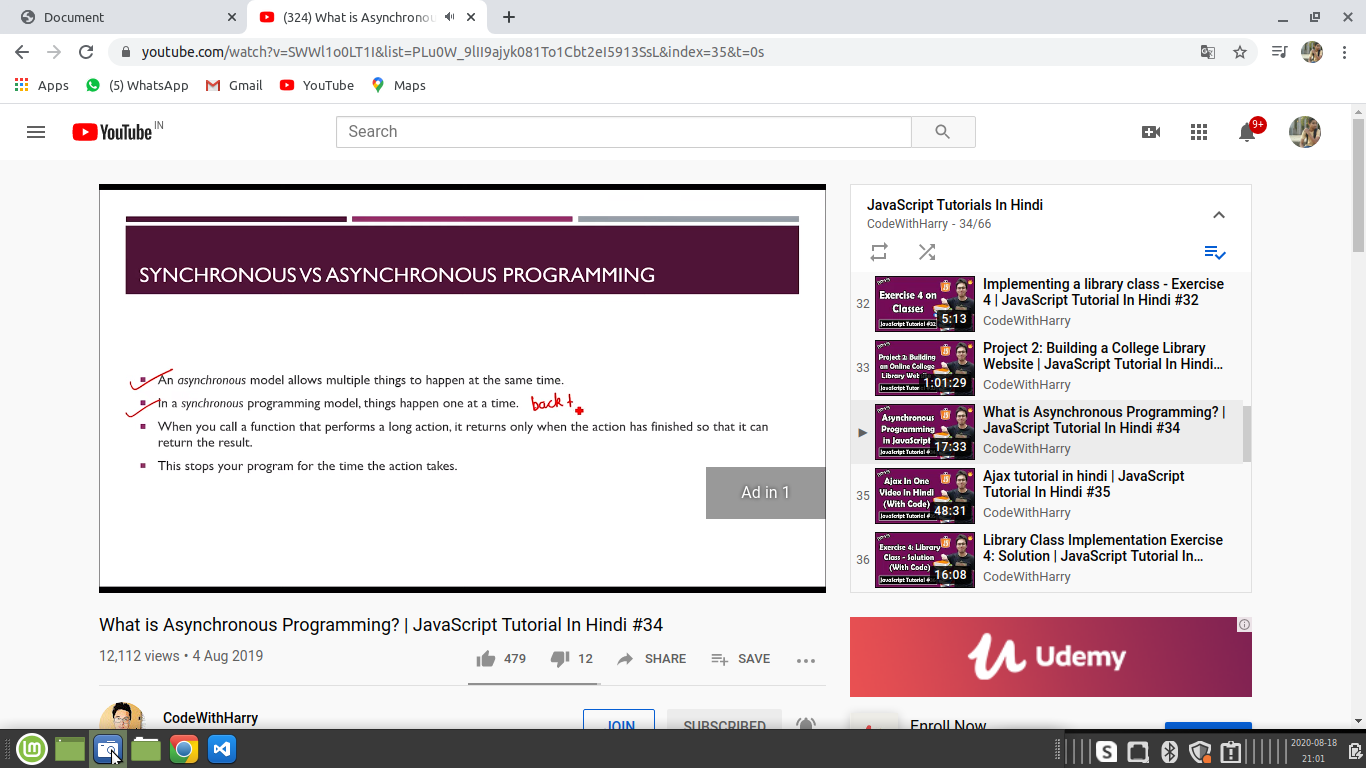 Document
(324) What is Asynchronou
youtube.com/watch?v=SWWl1o0LT1I&list=PLu0W_9lII9ajyk081To1Cbt2eI5913SsL&index=35&t=0s
Apps
(5) WhatsApp
Gmail
YouTube
Maps
YouTube IN
Search
9+
SYNCHRONOUS VS ASYNCHRONOUS PROGRAMMING
An asynchronous model allows multiple things to happen at the same time.
In a synchronous programming model, things happen one at a time. back t
When you call a function that performs a long action, it returns only when the action has finished so that it can
return the result.
This stops your program for the time the action takes.
Ad in 1
What is Asynchronous Programming? | JavaScript Tutorial In Hindi #34
12,112 views • 4 Aug 2019
479
12
SHARE
SAVE
CodeWithHarry
JOIN
SUBSCRIBED
JavaScript Tutorials In Hindi
CodeWithHarry - 34/66
32
Exercise 4 on
Classes
JavaScript Tutorial #32
5:13
Implementing a library class - Exercise
4 | JavaScript Tutorial In Hindi #32
CodeWithHarry
33
Project 2: Building
an Online College
Library
1:01:29
Project 2: Building a College Library
Website | JavaScript Tutorial In Hindi...
CodeWithHarry
Asynchronous
Programming
in JavaScript
17:33
What is Asynchronous Programming? |
JavaScript Tutorial In Hindi #34
CodeWithHarry
35
Ajax In One
Video In Hindi
(With Code)
48:31
Ajax tutorial in hindi | JavaScript
Tutorial In Hindi #35
CodeWithHarry
36
Exercise 4: Library
Class - Solution
(With Code)
16:08
Library Class Implementation Exercise
4: Solution | JavaScript Tutorial In...
CodeWithHarry
Udemy
Enroll Now
2020-08-18
21:01